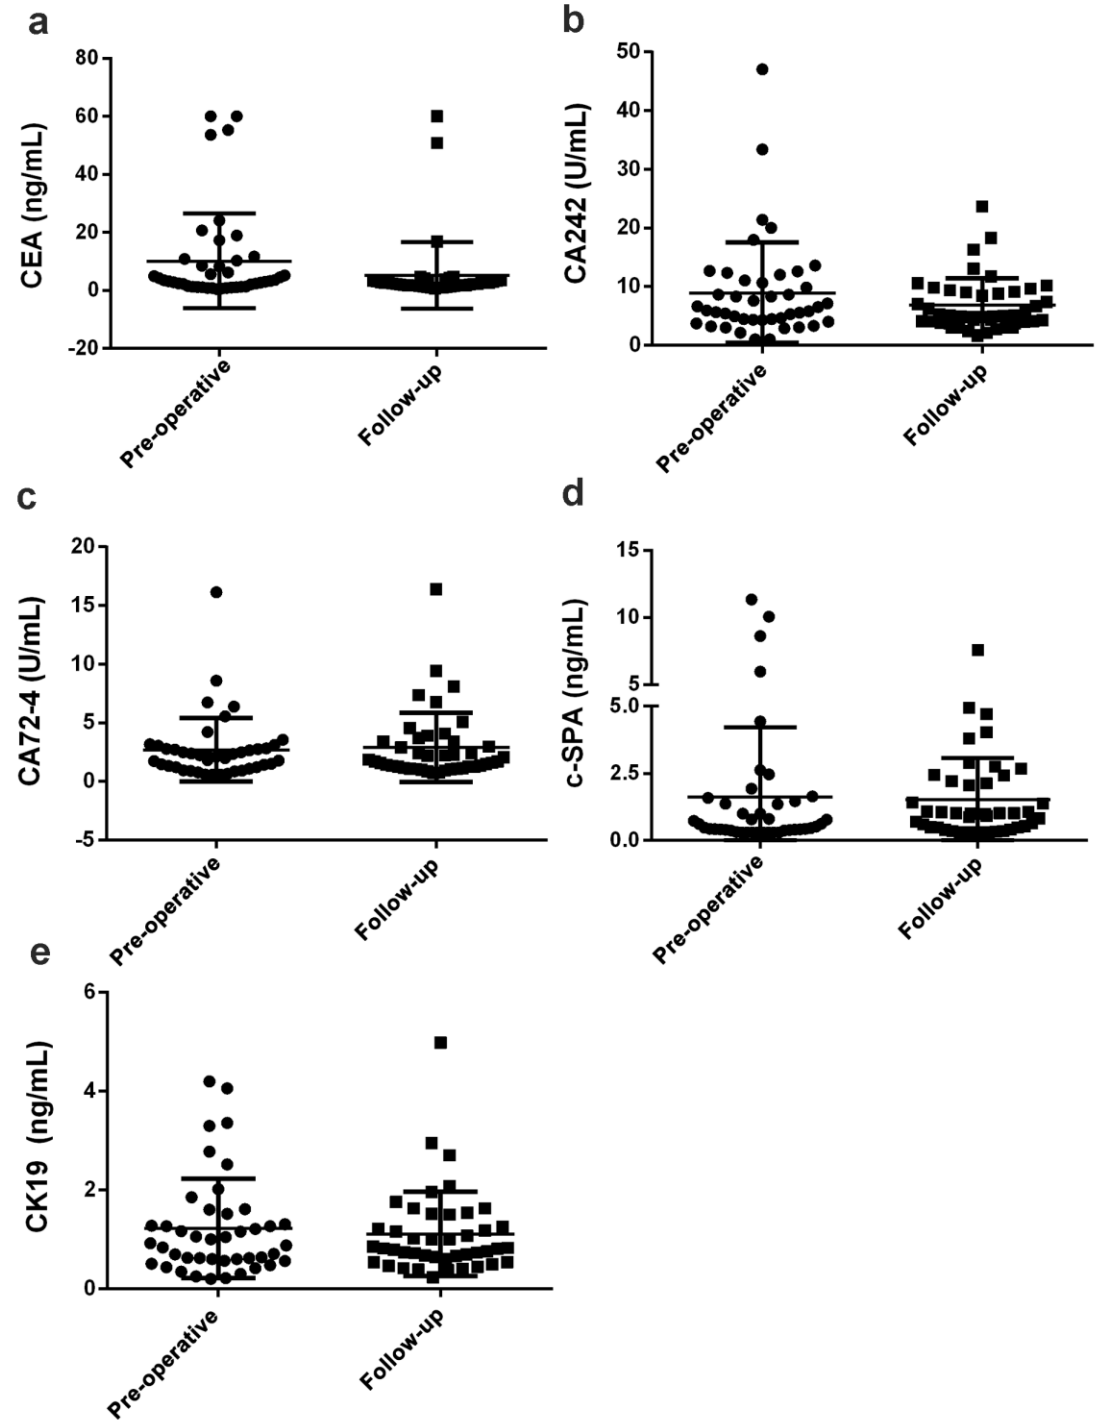 a
CEA (ng/mL)
80
60
40
20
0
-20
Pre-operative
Follow-up
b
CA242 (U/mL)
50
40
30
20
10
0
Pre-operative
Follow-up
c
CA72-4 (U/mL)
20
15
10
5
0
-5
Pre-operative
Follow-up
d
c-SPA (ng/mL)
15
10
5
5.0
2.5
0.0
Pre-operative
Follow-up
e
CK19 (ng/mL)
6
4
2
0
Pre-operative
Follow-up